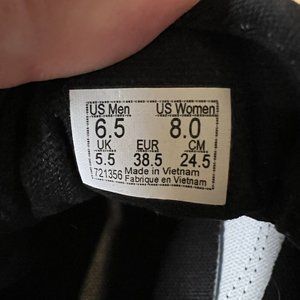 US Men US Women
6.5 8.0
UK EUR CM
5.5 38.5 24.5
721356 Made in Vietnam
Fabrique en Vietnam